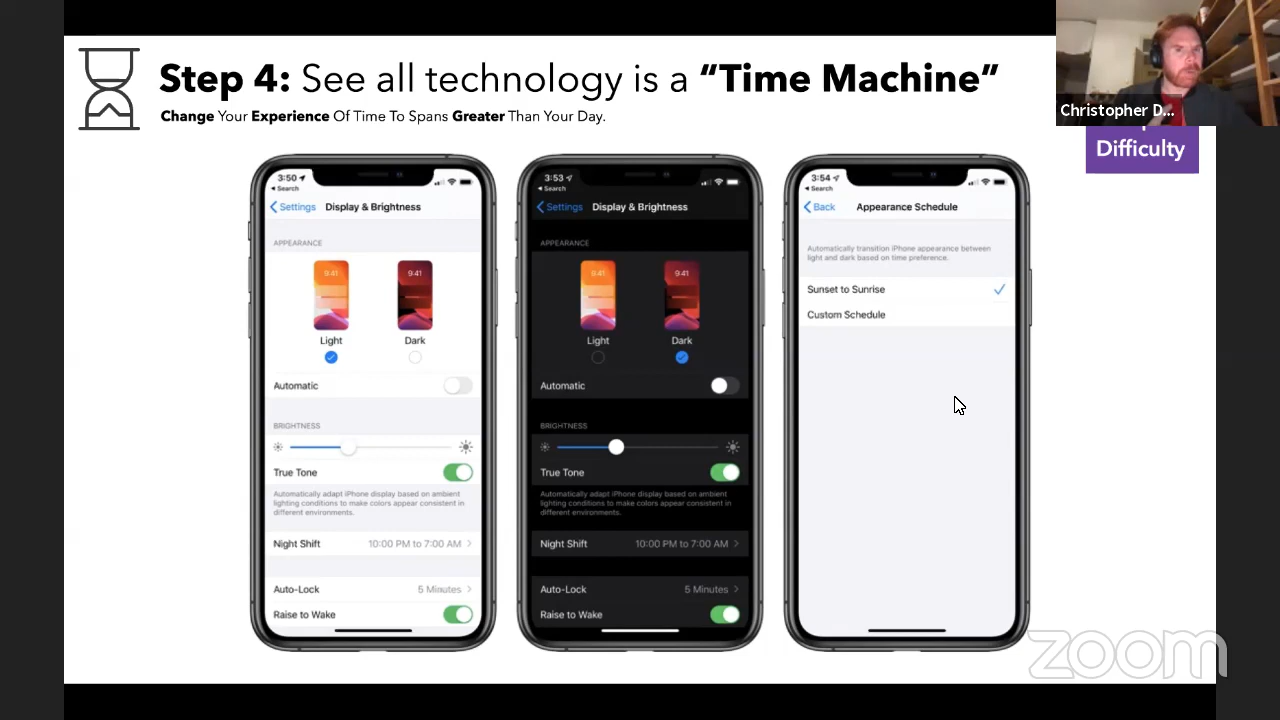 Step 4: See all technology is a “Time Machine”
Change Your Experience Of Time To Spans Greater Than Your Day.
Christopher D...
Difficulty
3:50
Search
Settings
Display & Brightness
APPEARANCE
9:41
9:41
Light
Dark
Automatic
BRIGHTNESS
True Tone
Automatically adapt iPhone display based on ambient
lighting conditions to make colors appear consistent in
different environments.
Night Shift
10:00 PM to 7:00 AM
Auto-Lock
5 Minutes
Raise to Wake
3:53
Search
Settings
Display & Brightness
APPEARANCE
9:41
9:41
Light
Dark
Automatic
BRIGHTNESS
True Tone
Automatically adapt iPhone display based on ambient
lighting conditions to make colors appear consistent in
different environments.
Night Shift
10:00 PM to 7:00 AM
Auto-Lock
5 Minutes
Raise to Wake
3:54
Search
Back
Appearance Schedule
Automatically transition iPhone appearance between
light and dark based on time preference.
Sunset to Sunrise
Custom Schedule
zoom